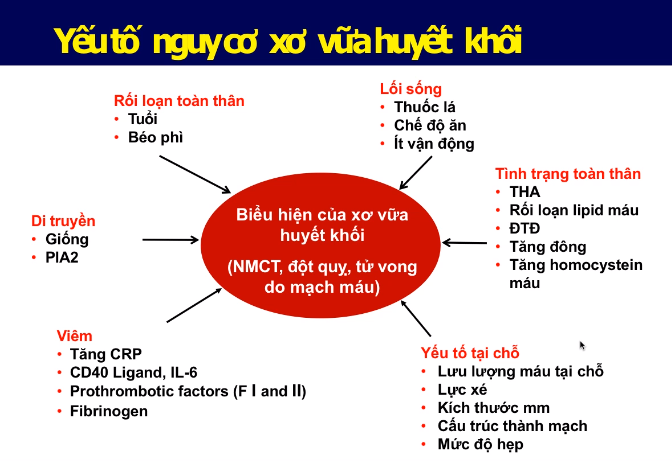 Yếu tố nguy cơ xơ vữa huyết khối
Rối loạn toàn thân
• Tuổi
• Béo phì
Lối sống
• Thuốc lá
• Chế độ ăn
• Ít vận động
Tình trạng toàn thân
• THA
• Rối loạn lipid máu
• ĐTĐ
• Tăng đông
• Tăng homocystein
máu
Di truyền
• Giống
• PlA2
Biểu hiện của xơ vữa
huyết khối
(NMCT, đột quỵ, tử vong
do mạch máu)
Viêm
• Tăng CRP
• CD40 Ligand, IL-6
• Prothrombotic factors (F I and II)
• Fibrinogen
Yếu tố tại chỗ
• Lưu lượng máu tại chỗ
• Lực xé
• Kích thước mm
• Cấu trúc thành mạch
• Mức độ hẹp